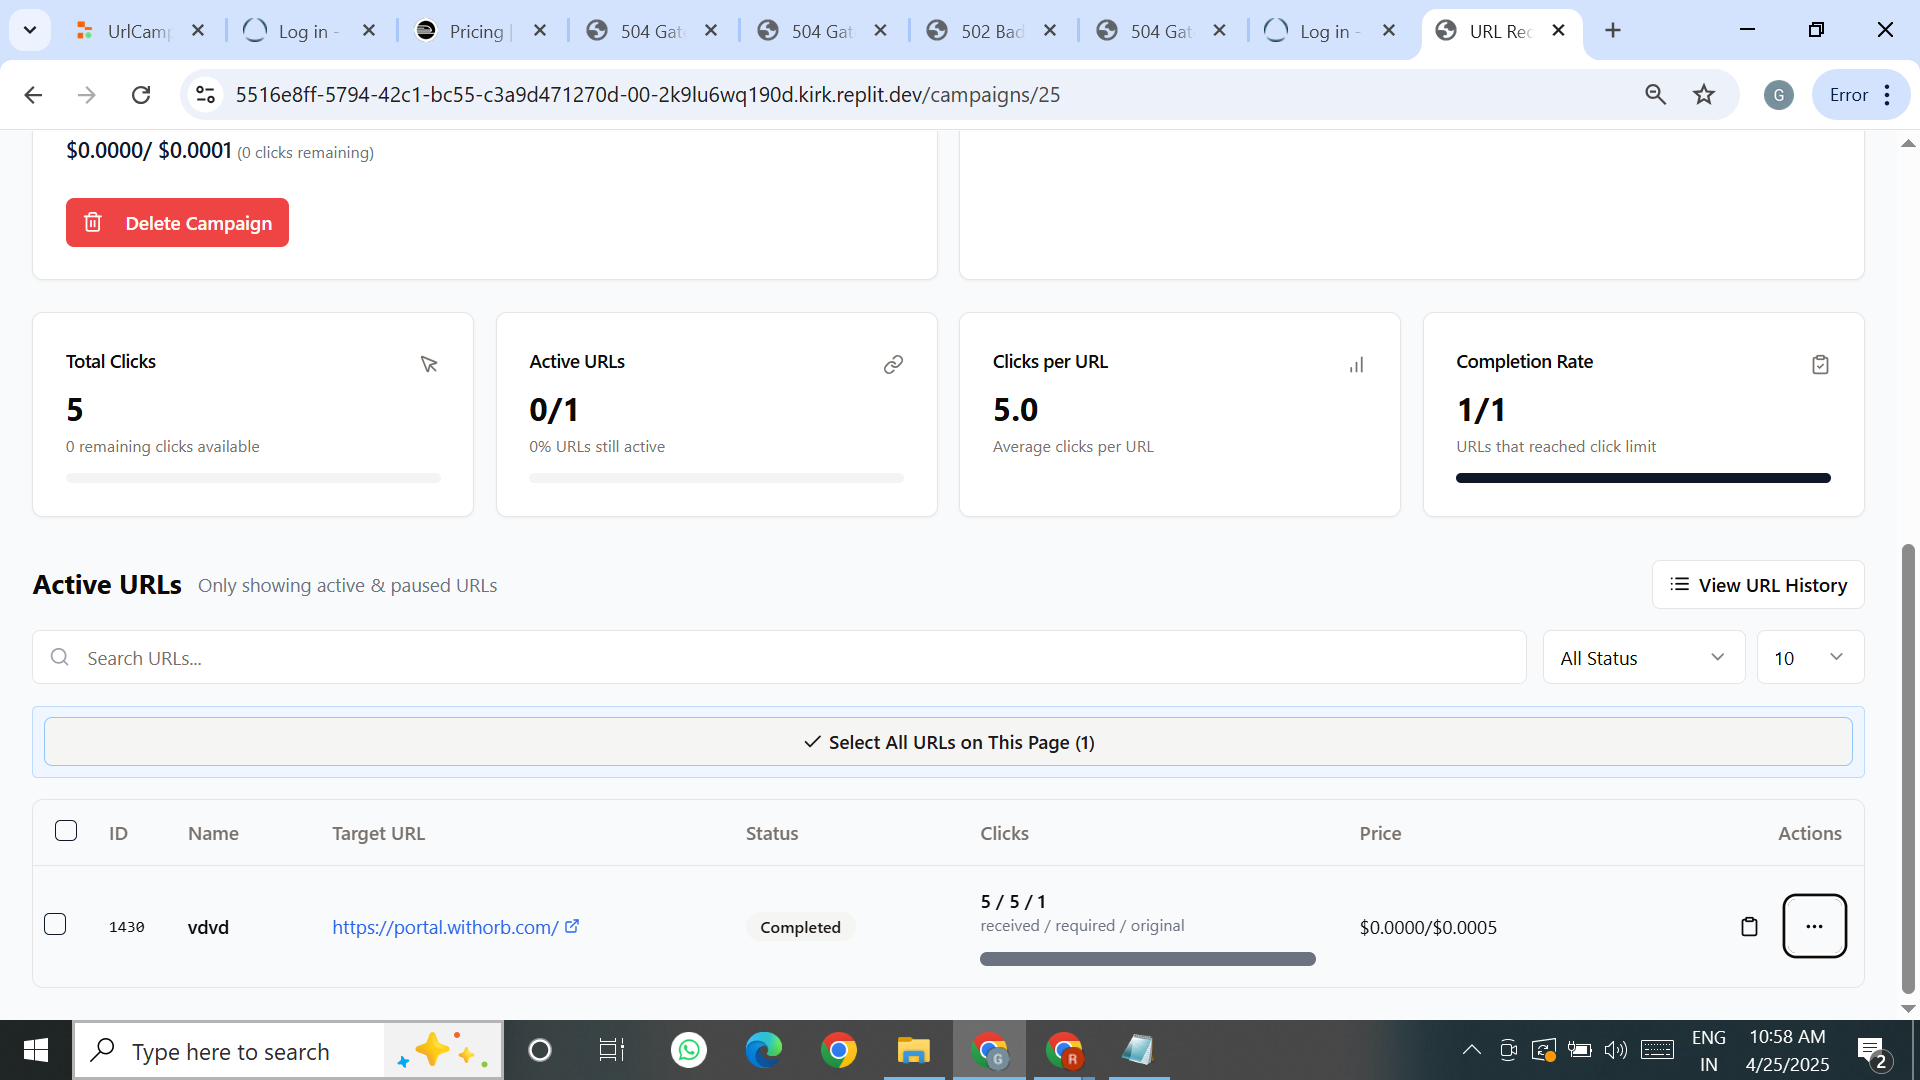 UrlCamp
Log in -
Pricing |
504 Gat
504 Gat
502 Bad
504 Gat
Log in -
URL Rec
5516e8ff-5794-42c1-bc55-c3a9d471270d-00-2k9lu6wq190d.kirk.replit.dev/campaigns/25
G
Error
$0.0000/ $0.0001 (0 clicks remaining)
Delete Campaign
Total Clicks
5
0 remaining clicks available
Active URLs
0/1
0% URLs still active
Clicks per URL
5.0
Average clicks per URL
Completion Rate
1/1
URLs that reached click limit
Active URLs Only showing active & paused URLs
View URL History
Search URLs...
All Status
10
Select All URLs on This Page (1)
ID Name Target URL Status Clicks Price Actions
1430 vdvd https://portal.withorb.com/ Completed
5 / 5 / 1
received / required / original
$0.0000/$0.0005
Type here to search
G
R
ENG
IN
10:58 AM
4/25/2025
2